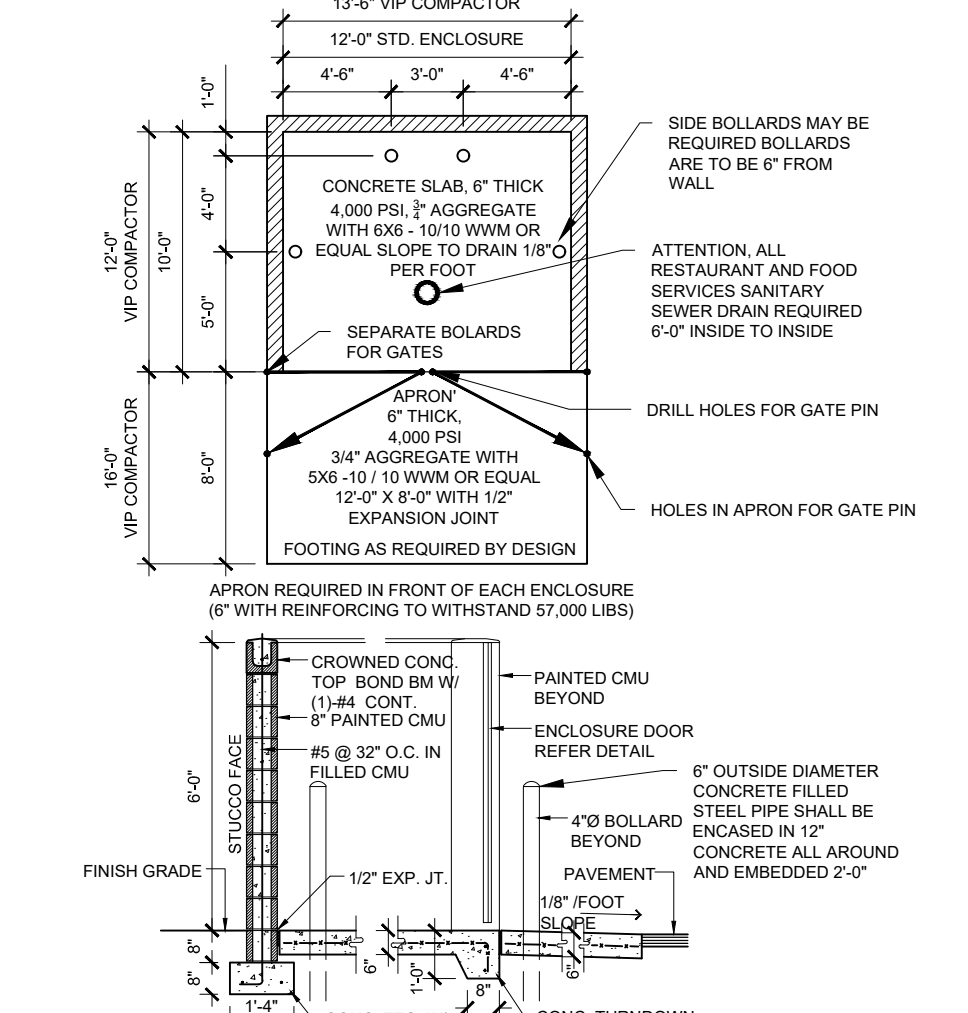 13'-6" VIP COMPACTOR
12'-0" STD. ENCLOSURE
4'-6"
3'-0"
4'-6"
1'-0"
SIDE BOLLARDS MAY BE
REQUIRED BOLLARDS
ARE TO BE 6" FROM
WALL
12'-0"
VIP COMPACTOR
10'-0"
4'-0"
CONCRETE SLAB, 6" THICK
4,000 PSI, 3/4" AGGREGATE
WITH 6X6 - 10/10 WWM OR
EQUAL SLOPE TO DRAIN 1/8"
PER FOOT
ATTENTION, ALL
RESTAURANT AND FOOD
SERVICES SANITARY
SEWER DRAIN REQUIRED
6'-0" INSIDE TO INSIDE
5'-0"
SEPARATE BOLARDS
FOR GATES
16'-0"
VIP COMPACTOR
8'-0"
APRON'
6" THICK,
4,000 PSI
3/4" AGGREGATE WITH
5X6 -10 / 10 WWM OR EQUAL
12'-0" X 8'-0" WITH 1/2"
EXPANSION JOINT
FOOTING AS REQUIRED BY DESIGN
DRILL HOLES FOR GATE PIN
HOLES IN APRON FOR GATE PIN
APRON REQUIRED IN FRONT OF EACH ENCLOSURE
(6" WITH REINFORCING TO WITHSTAND 57,000 LIBS)
6'-0"
STUCCO FACE
CROWNED CONC.
TOP BOND BM W/
(1)-#4 CONT.
8" PAINTED CMU
#5 @ 32" O.C. IN
FILLED CMU
PAINTED CMU
BEYOND
ENCLOSURE DOOR
REFER DETAIL
6" OUTSIDE DIAMETER
CONCRETE FILLED
STEEL PIPE SHALL BE
ENCASED IN 12"
CONCRETE ALL AROUND
AND EMBEDDED 2'-0"
4"Ø BOLLARD
BEYOND
FINISH GRADE
1/2" EXP. JT.
PAVEMENT
1/8" /FOOT
SLOPE
8"
8"
6"
1'-0"
8"
6"
1'-4"
CONC. TURNDOWN